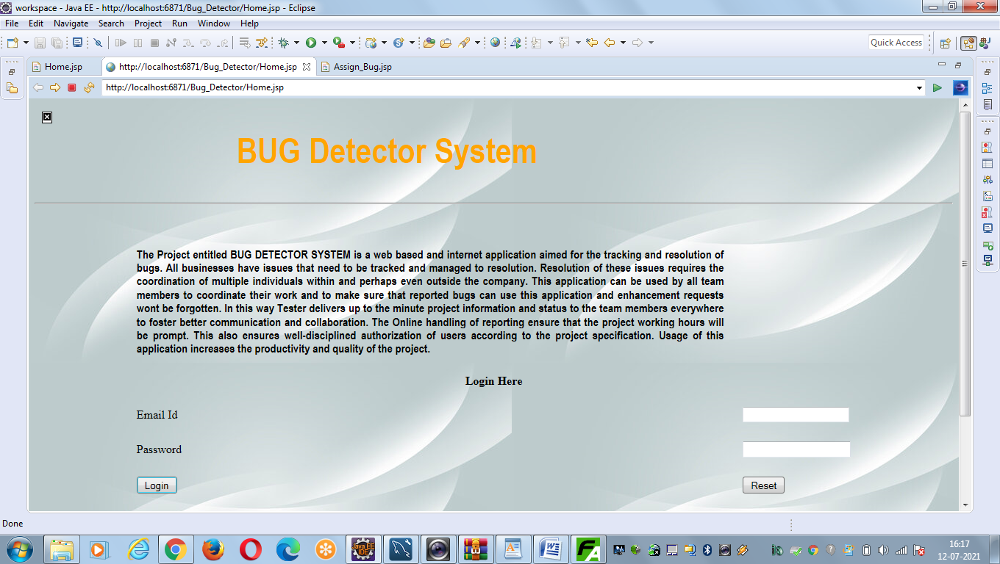 workspace - Java EE - http://localhost:6871/Bug_Detector/Home.jsp - Eclipse
File Edit Navigate Search Project Run Window Help
Quick Access
Home.jsp http://localhost:6871/Bug_Detector/Home.jsp Assign_Bug.jsp
http://localhost:6871/Bug_Detector/Home.jsp
BUG Detector System
The Project entitled BUG DETECTOR SYSTEM is a web based and internet application aimed for the tracking and resolution of
bugs. All businesses have issues that need to be tracked and managed to resolution. Resolution of these issues requires the
coordination of multiple individuals within and perhaps even outside the company. This application can be used by all team
members to coordinate their work and to make sure that reported bugs can use this application and enhancement requests
wont be forgotten. In this way Tester delivers up to the minute project information and status to the team members everywhere
to foster better communication and collaboration. The Online handling of reporting ensure that the project working hours will
be prompt. This also ensures well-disciplined authorization of users according to the project specification. Usage of this
application increases the productivity and quality of the project.
Login Here
Email Id
Password
Login Reset
Done
Java EE
IDE
16:17
12-07-2021